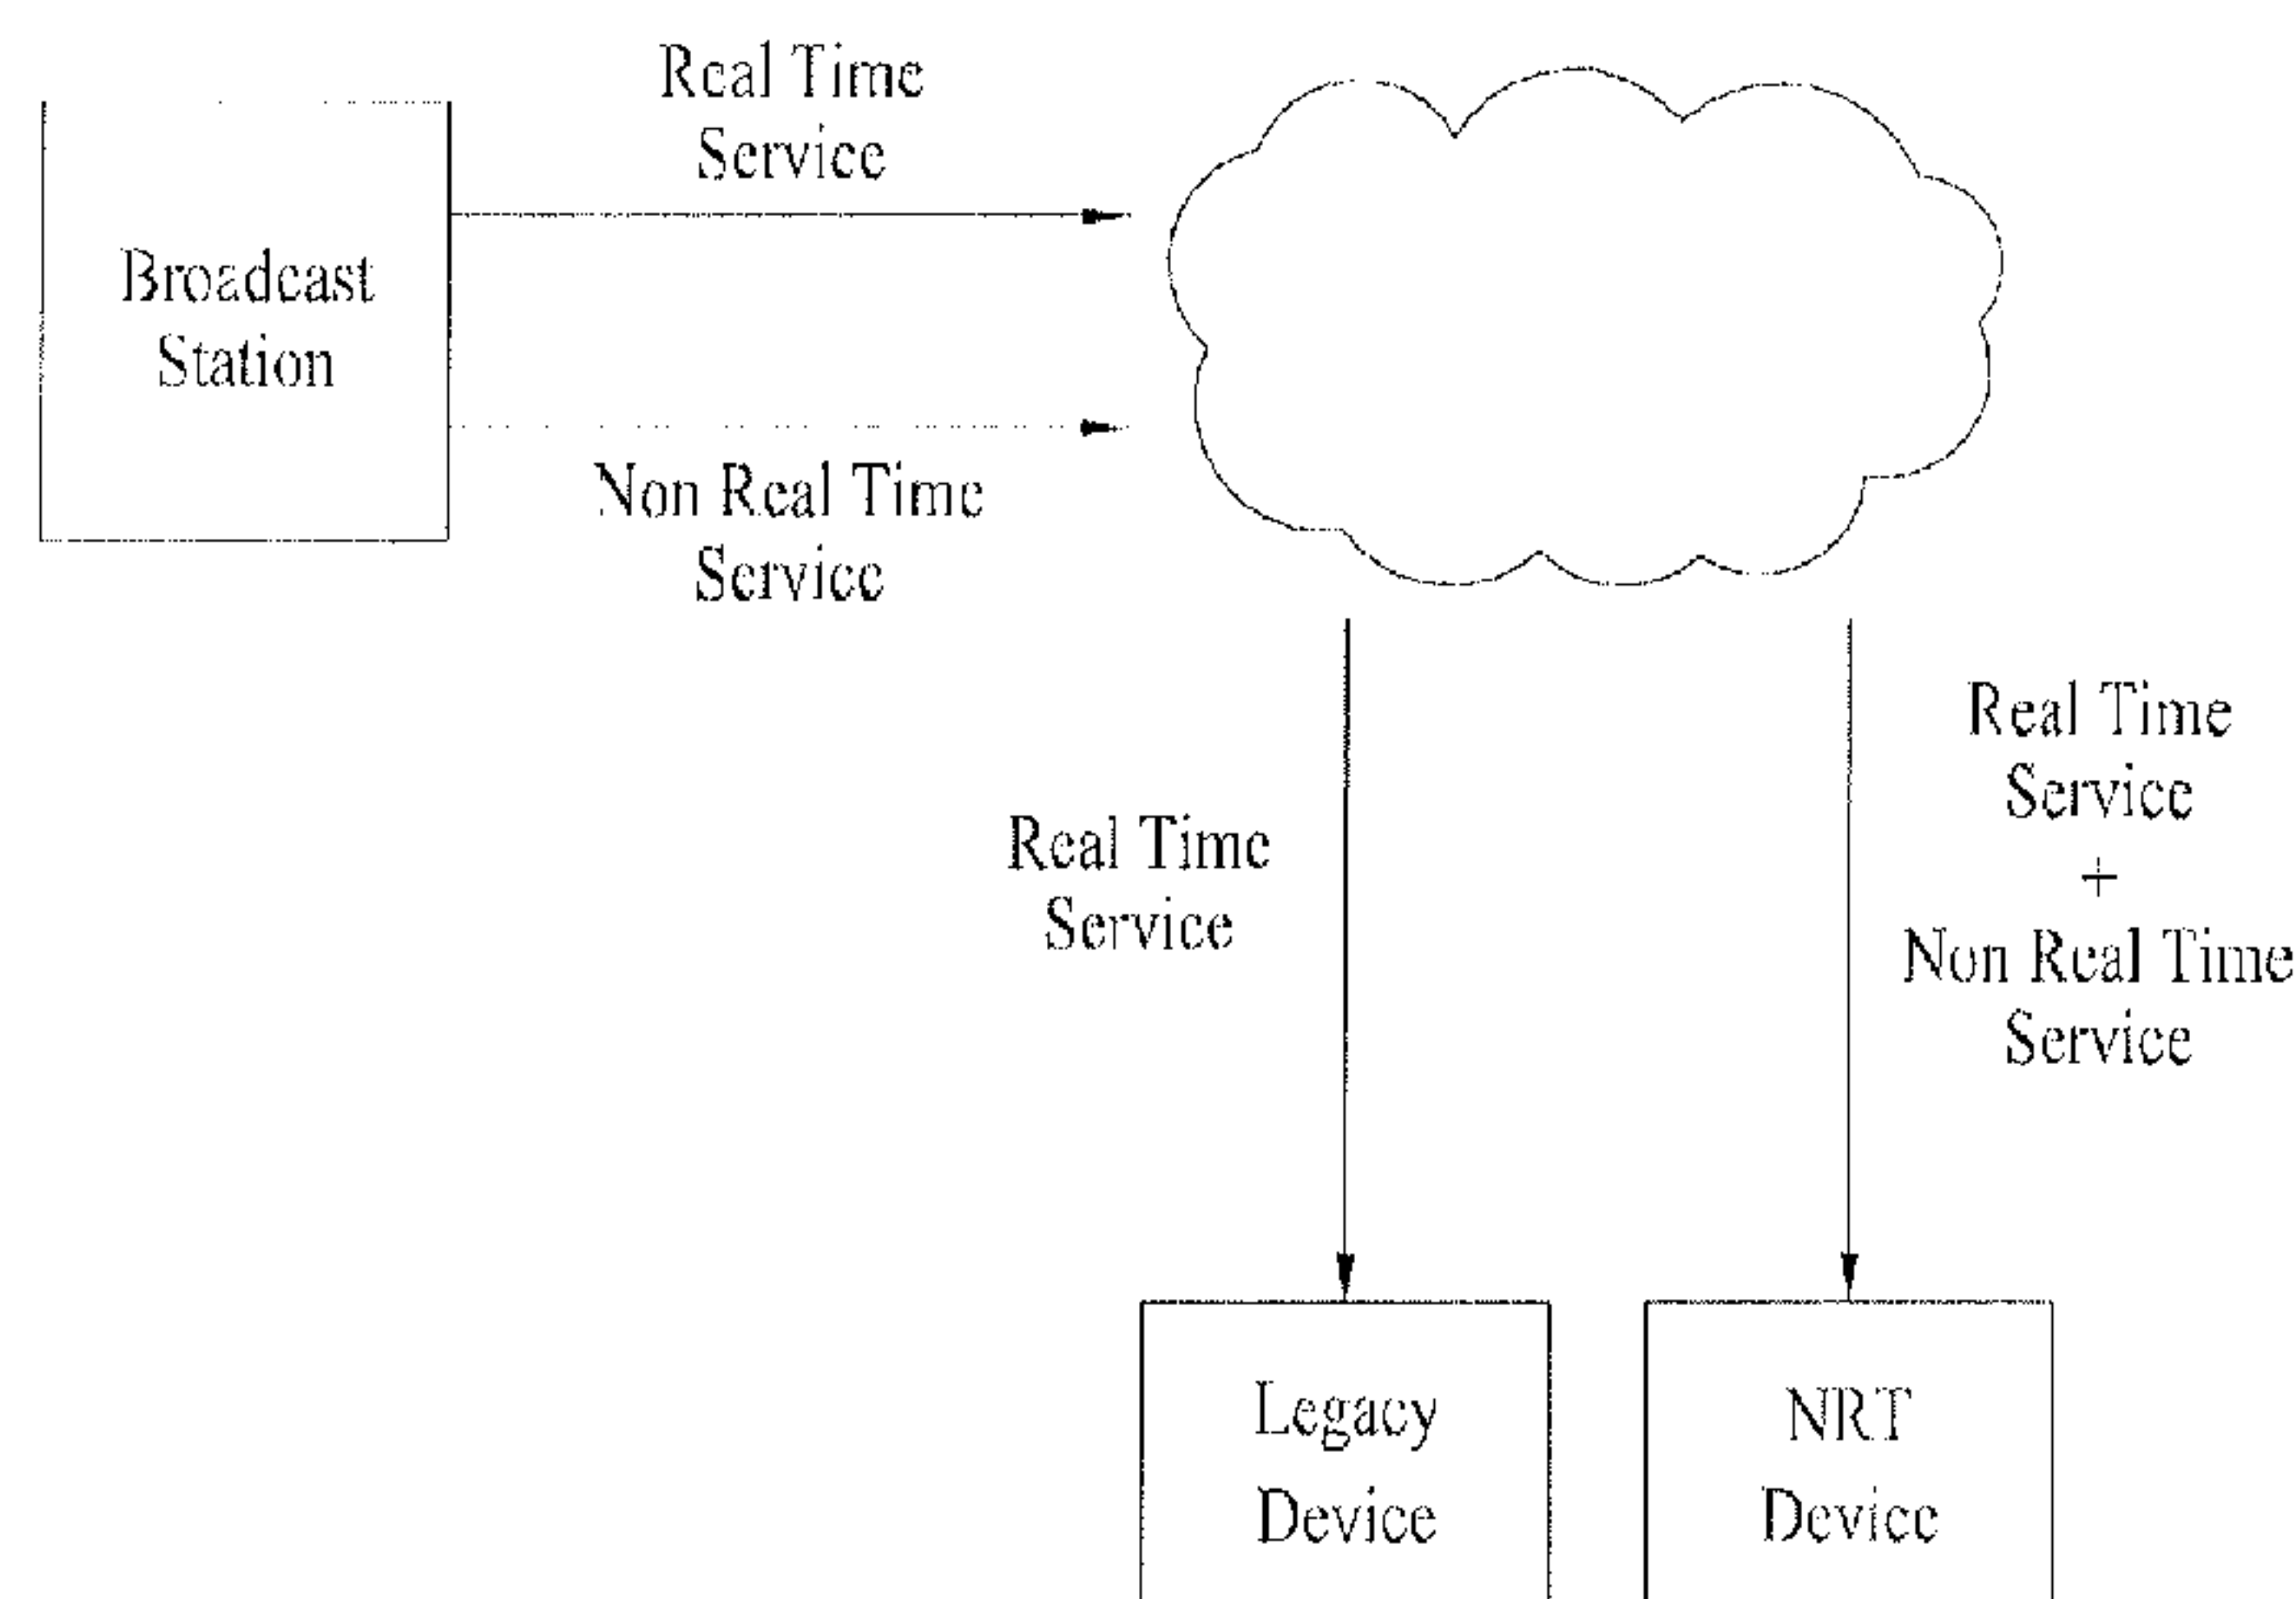 Real Time
Service
Broadcast
Station
Non Real Time
Service
Real Time
Service
Real Time
Service
+
Non Real Time
Service
Legacy
Device
NRT
Device